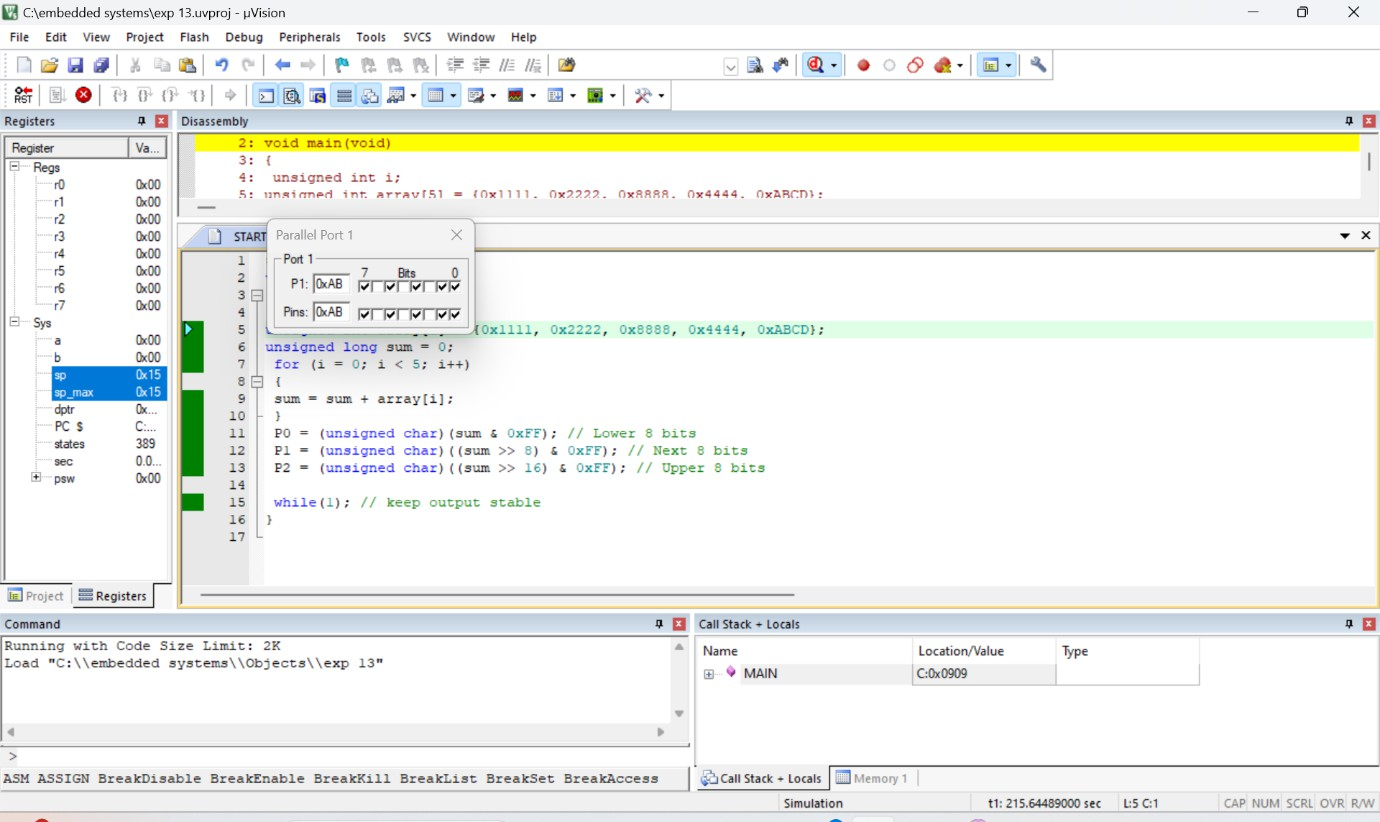 C:\embedded systems\exp 13.uvproj - µVision
File Edit View Project Flash Debug Peripherals Tools SVCS Window Help
RST
Registers
Register Va...
Regs
r0 0x00
r1 0x00
r2 0x00
r3 0x00
r4 0x00
r5 0x00
r6 0x00
r7 0x00
Sys
a 0x00
b 0x00
sp 0x15
sp_max 0x15
dptr 0x...
PC $ C:...
states 389
sec 0.0...
psw 0x00
Project Registers
Disassembly
2: void main(void)
3: {
4: unsigned int i;
5: unsigned int array[5] = {0x1111, 0x2222, 0x8888, 0x4444, 0xABCD};
START
Parallel Port 1
Port 1
7 Bits 0
P1: 0xAB
Pins: 0xAB
1
2
3
4
5 {0x1111, 0x2222, 0x8888, 0x4444, 0xABCD};
6 unsigned long sum = 0;
7 for (i = 0; i < 5; i++)
8 {
9 sum = sum + array[i];
10 }
11 P0 = (unsigned char)(sum & 0xFF); // Lower 8 bits
12 P1 = (unsigned char)((sum >> 8) & 0xFF); // Next 8 bits
13 P2 = (unsigned char)((sum >> 16) & 0xFF); // Upper 8 bits
14
15 while(1); // keep output stable
16 }
17
Command
Running with Code Size Limit: 2K
Load "C:\\embedded systems\\Objects\\exp 13"
>
ASM ASSIGN BreakDisable BreakEnable BreakKill BreakList BreakSet BreakAccess
Call Stack + Locals
Name Location/Value Type
MAIN C:0x0909
Call Stack + Locals Memory 1
Simulation t1: 215.64489000 sec L:5 C:1 CAP NUM SCRL OVR R/W